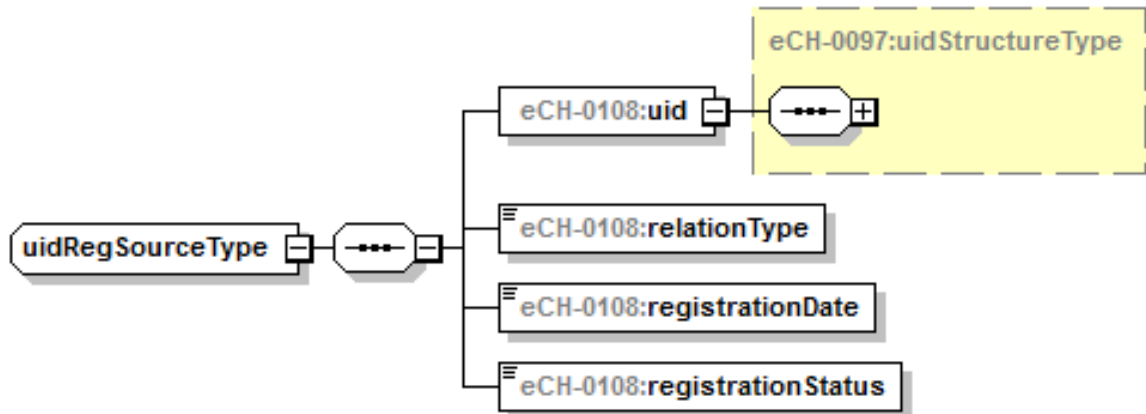 eCH-0097:uidStructureType
eCH-0108:uid
eCH-0108:relationType
uidRegSourceType
eCH-0108:registrationDate
eCH-0108:registrationStatus